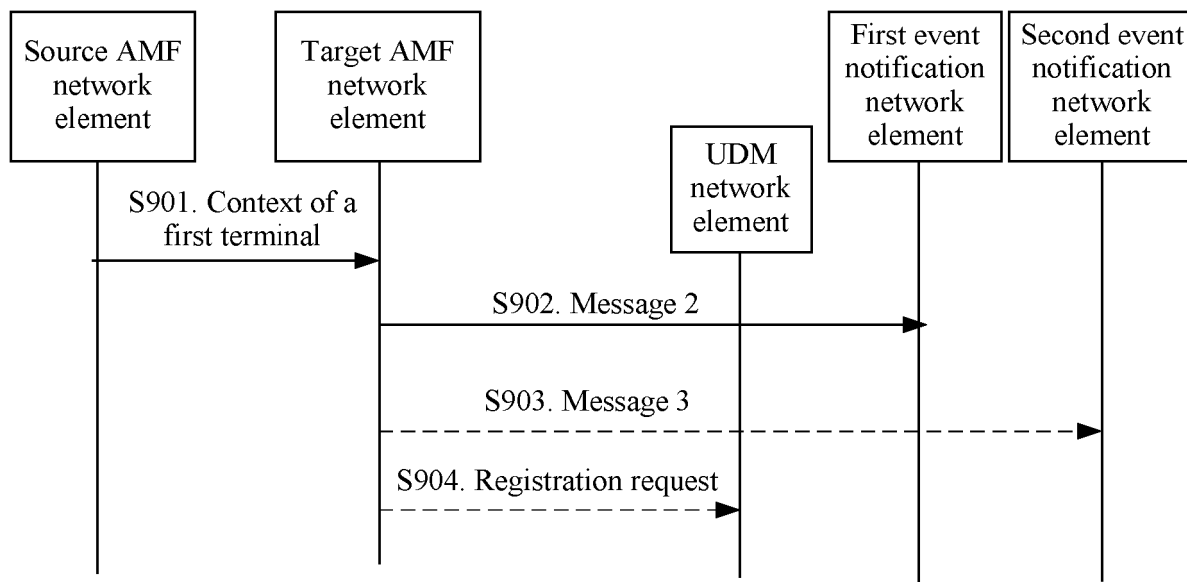 Source AMF
network
element
Target AMF
network
element
UDM
network
element
First event
notification
network
element
Second event
notification
network
element
S901. Context of a
first terminal
S902. Message 2
S903. Message 3
S904. Registration request